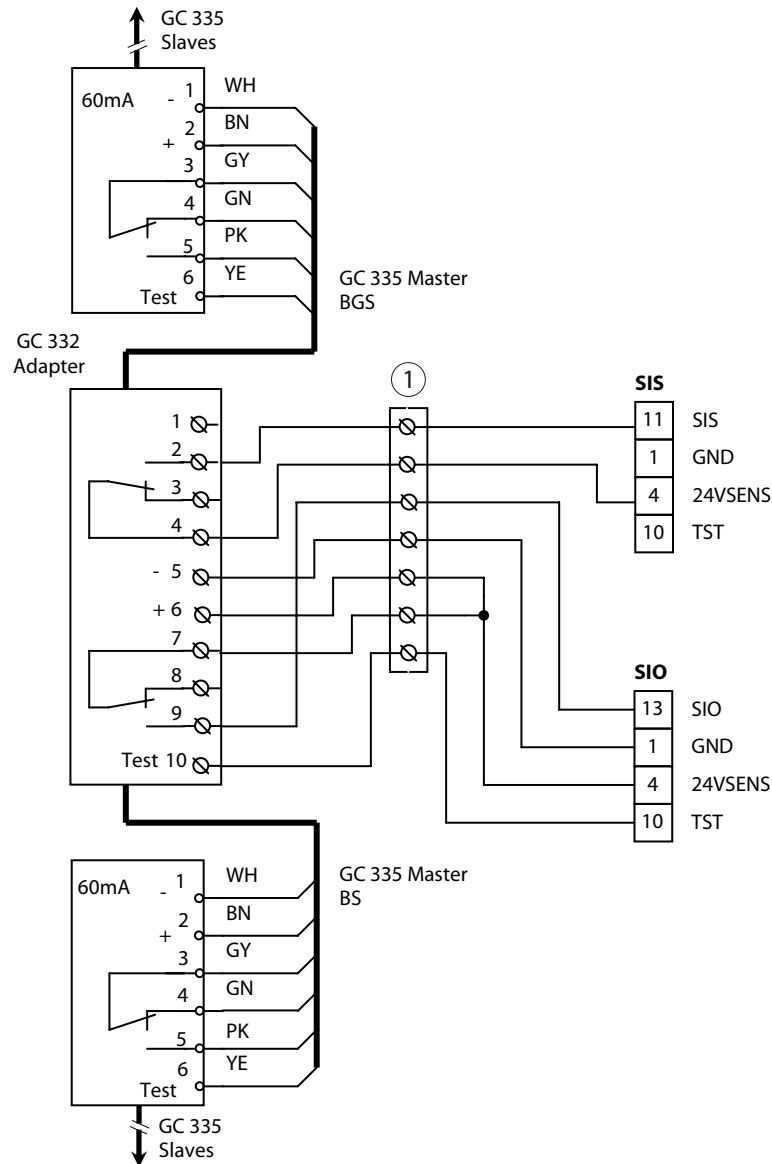 GC 335
Slaves
60mA
- 1
WH
2
+
BN
3
GY
4
GN
5
PK
6
YE
Test
GC 335 Master
BGS
GC 332
Adapter
1
2
3
4
- 5
+ 6
7
8
9
Test 10
1
SIS
11 SIS
1 GND
4 24VSENS
10 TST
SIO
13 SIO
1 GND
4 24VSENS
10 TST
60mA
- 1
WH
2
+
BN
3
GY
4
GN
5
PK
6
YE
Test
GC 335 Master
BS
GC 335
Slaves